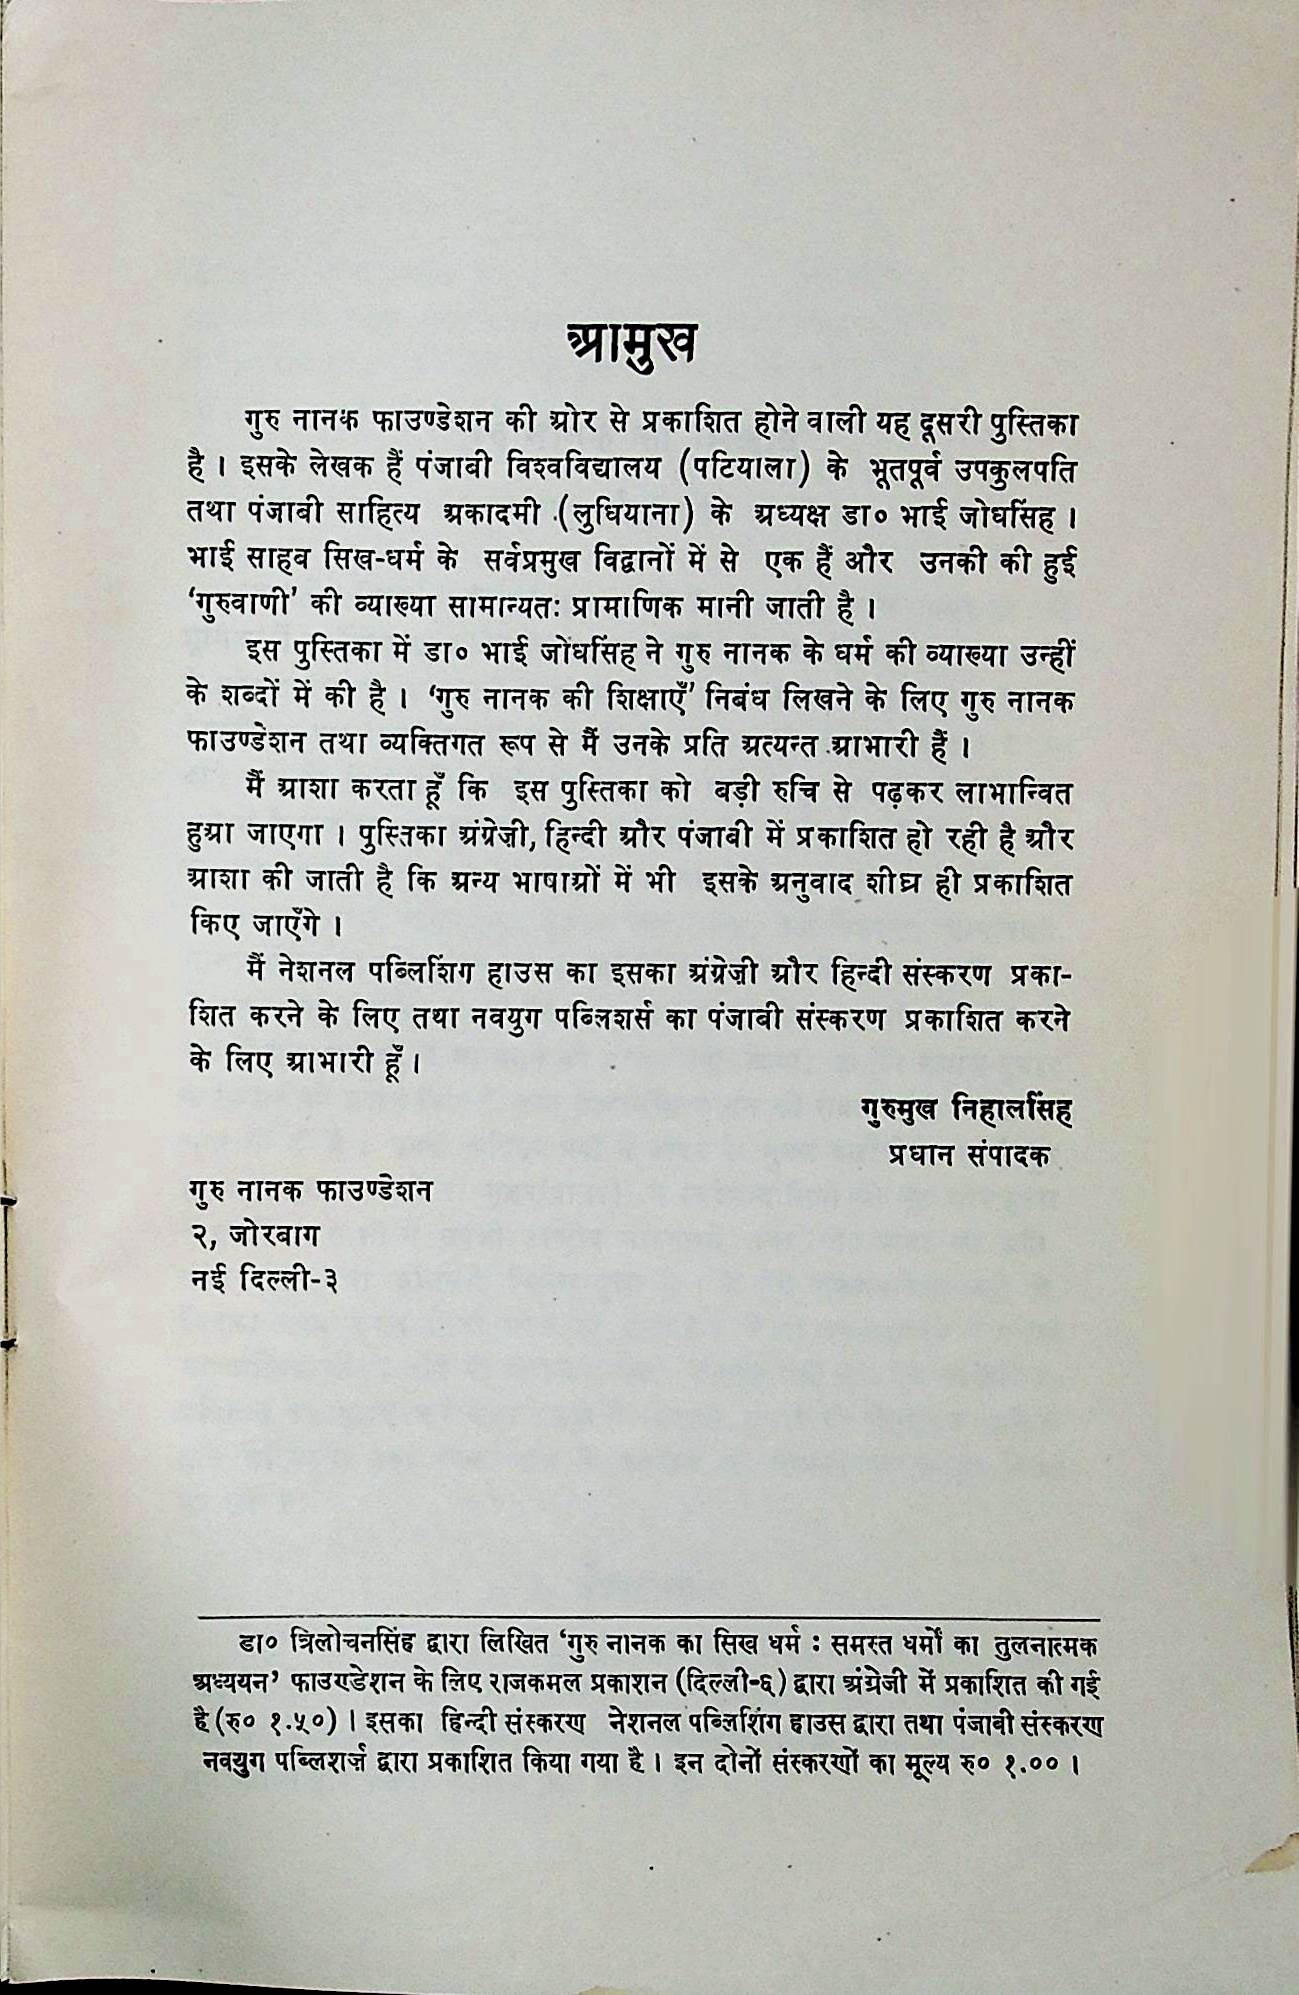 आमुख
गुरु नानक फाउण्डेशन की ओर से प्रकाशित होने वाली यह दूसरी पुस्तिका
है । इसके लेखक हैं पंजाबी विश्वविद्यालय (पटियाला) के भूतपूर्व उपकुलपति
तथा पंजाबी साहित्य अकादमी (लुधियाना) के अध्यक्ष डा० भाई जोधसिंह ।
भाई साहब सिख-धर्म के सर्वप्रमुख विद्वानों में से एक हैं और उनकी की हुई
‘गुरुवाणी’ की व्याख्या सामान्यतः प्रामाणिक मानी जाती है ।
इस पुस्तिका में डा० भाई जोधसिंह ने गुरु नानक के धर्म की व्याख्या उन्हीं
के शब्दों में की है । ‘गुरु नानक की शिक्षाएँ’ निबंध लिखने के लिए गुरु नानक
फाउण्डेशन तथा व्यक्तिगत रूप से मैं उनके प्रति अत्यन्त आभारी हैं ।
मैं आशा करता हूँ कि इस पुस्तिका को बड़ी रुचि से पढ़कर लाभान्वित
हुआ जाएगा । पुस्तिका अंग्रेज़ी, हिन्दी और पंजाबी में प्रकाशित हो रही है और
आशा की जाती है कि अन्य भाषाओं में भी इसके अनुवाद शीघ्र ही प्रकाशित
किए जाएँगे ।
मैं नेशनल पब्लिशिंग हाउस का इसका अंग्रेज़ी और हिन्दी संस्करण प्रका-
शित करने के लिए तथा नवयुग पब्लिशर्स का पंजाबी संस्करण प्रकाशित करने
के लिए आभारी हूँ ।
गुरुमुख निहालसिंह
प्रधान संपादक
गुरु नानक फाउण्डेशन
२, जोरबाग
नई दिल्ली-३
डा० त्रिलोचनसिंह द्वारा लिखित ‘गुरु नानक का सिख धर्म : समस्त धर्मों का तुलनात्मक
अध्ययन’ फाउण्डेशन के लिए राजकमल प्रकाशन (दिल्ली-६) द्वारा अंग्रेजी में प्रकाशित की गई
है (रु० १.५०) । इसका हिन्दी संस्करण नेशनल पब्लिशिंग हाउस द्वारा तथा पंजाबी संस्करण
नवयुग पब्लिशर्ज़ द्वारा प्रकाशित किया गया है । इन दोनों संस्करणों का मूल्य रु० १.०० ।